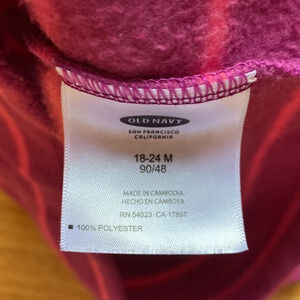 OLD NAVY
SAN FRANCISCO
CALIFORNIA
18-24 M
90/48
MADE IN CAMBODIA
HECHO EN CAMBOYA
RN 54023 CA 17897
100% POLYESTER